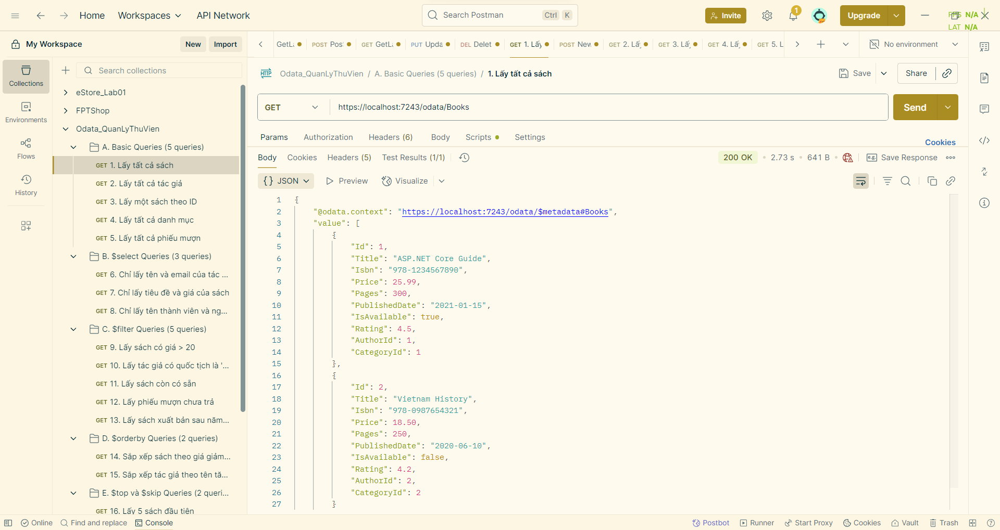 Home
Workspaces
API Network
Search Postman
Ctrl K
Invite
1
Upgrade
N/A
LAT N/A
My Workspace
New
Import
GetLa
POST Pos
GET GetLa
PUT Upda
DEL Delet
GET 1. Lấy
POST New
GET 2. Lấy
GET 3. Lấy
GET 4. Lấy
GET 5. L
No environment
Collections
Environments
Flows
History
Search collections
eStore_Lab01
FPTShop
Odata_QuanLyThuVien
A. Basic Queries (5 queries)
GET 1. Lấy tất cả sách
GET 2. Lấy tất cả tác giả
GET 3. Lấy một sách theo ID
GET 4. Lấy tất cả danh mục
GET 5. Lấy tất cả phiếu mượn
B. $select Queries (3 queries)
GET 6. Chỉ lấy tên và email của tác ...
GET 7. Chỉ lấy tiêu đề và giá của sách
GET 8. Chỉ lấy tên thành viên và ng...
C. $filter Queries (5 queries)
GET 9. Lấy sách có giá > 20
GET 10. Lấy tác giả có quốc tịch là '...
GET 11. Lấy sách còn có sẵn
GET 12. Lấy phiếu mượn chưa trả
GET 13. Lấy sách xuất bản sau năm...
D. $orderby Queries (2 queries)
GET 14. Sắp xếp sách theo giá giảm...
GET 15. Sắp xếp tác giả theo tên tă...
E. $top và $skip Queries (2 queri...
GET 16. Lấy 5 sách đầu tiên
HTTP Odata_QuanLyThuVien / A. Basic Queries (5 queries) / 1. Lấy tất cả sách
Save
Share
GET
https://localhost:7243/odata/Books
Send
Params
Authorization
Headers (6)
Body
Scripts
Settings
Cookies
Body
Cookies
Headers (5)
Test Results (1/1)
200 OK
2.73 s
641 B
e.g. Save Response
{} JSON
Preview
Visualize
1 {
2 "@odata.context": "https://localhost:7243/odata/$metadata#Books",
3 "value": [
4 {
5 "Id": 1,
6 "Title": "ASP.NET Core Guide",
7 "Isbn": "978-1234567890",
8 "Price": 25.99,
9 "Pages": 300,
10 "PublishedDate": "2021-01-15",
11 "IsAvailable": true,
12 "Rating": 4.5,
13 "AuthorId": 1,
14 "CategoryId": 1
15 },
16 {
17 "Id": 2,
18 "Title": "Vietnam History",
19 "Isbn": "978-0987654321",
20 "Price": 18.50,
21 "Pages": 250,
22 "PublishedDate": "2020-06-10",
23 "IsAvailable": false,
24 "Rating": 4.2,
25 "AuthorId": 2,
26 "CategoryId": 2
27 }
Online
Find and replace
Console
Postbot
Runner
Start Proxy
Cookies
Vault
Trash